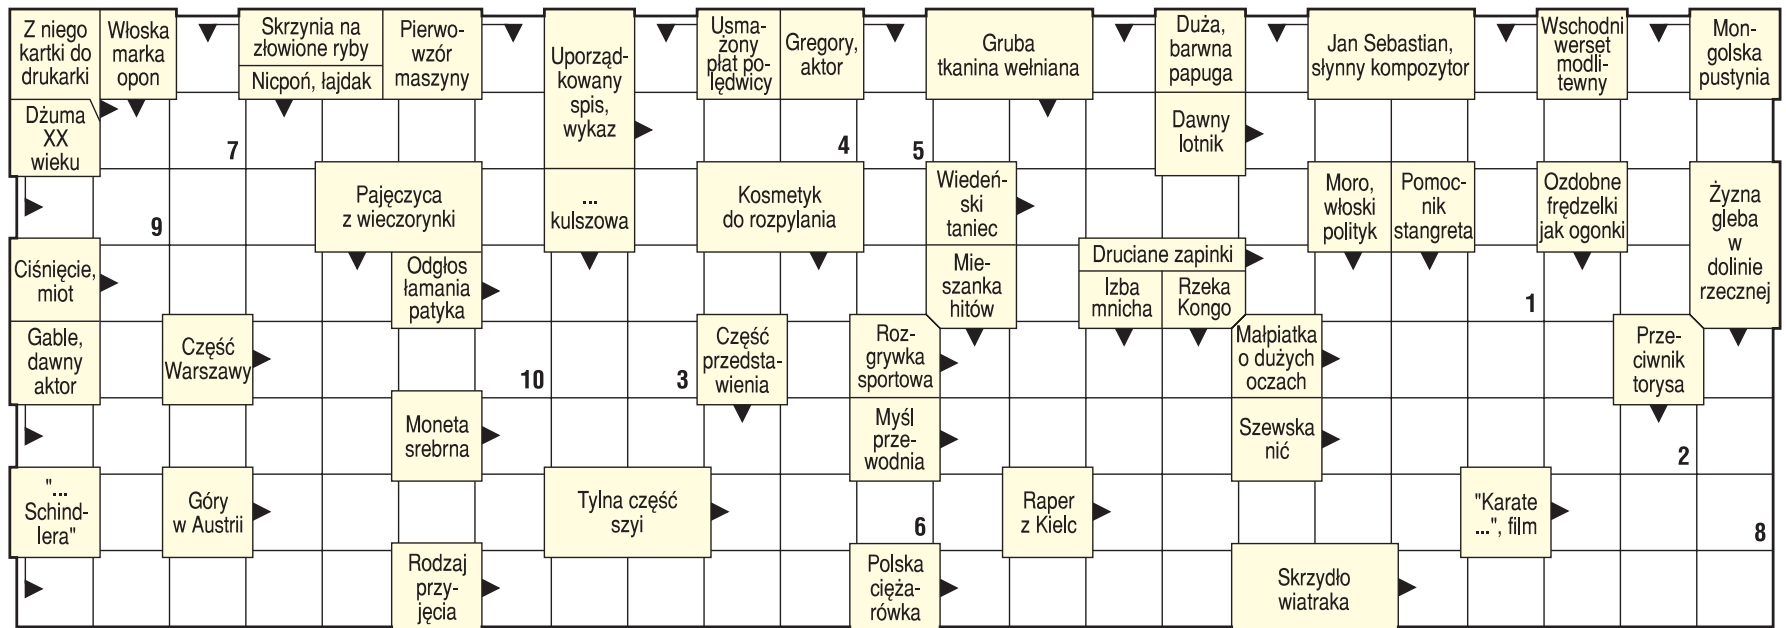 Z niego
kartki do
drukarki
Włoska
marka
opon
Skrzynia na
złowione ryby
Nicpoń, łajdak
Pierwo-
wzór
maszyny
Uporząd-
kowany
spis,
wykaz
Usma-
żony
płat po-
lędwicy
Gregory,
aktor
Gruba
tkanina wełniana
Duża,
barwna
papuga
Jan Sebastian,
słynny kompozytor
Wschodni
werset
modli-
tewny
Mon-
golska
pustynia
Dżuma
XX
wieku
7
4
5
Dawny
lotnik
9
Pajęczyca
z wieczorynki
...
kulszowa
Kosmetyk
do rozpylania
Wiedeń-
ski
taniec
Moro,
włoski
polityk
Pomoc-
nik
stangreta
Ozdobne
frędzelki
jak ogonki
Żyzna
gleba
w
dolinie
rzecznej
Ciśnięcie,
miot
Odgłos
łamania
patyka
Mie-
szanka
hitów
Druciane zapinki
Izba
mnicha
Rzeka
Kongo
1
Gable,
dawny
aktor
Część
Warszawy
10
3
Część
przedsta-
wienia
Roz-
grywka
sportowa
Małpiatka
o dużych
oczach
Prze-
ciwnik
torysa
Moneta
srebrna
Myśl
prze-
wodnia
Szewska
nić
2
"...
Schind-
lera"
Góry
w Austrii
Tylna część
szyi
6
Raper
z Kielc
"Karate
...", film
8
Rodzaj
przy-
jęcia
Polska
cięża-
rówka
Skrzydło
wiatraka